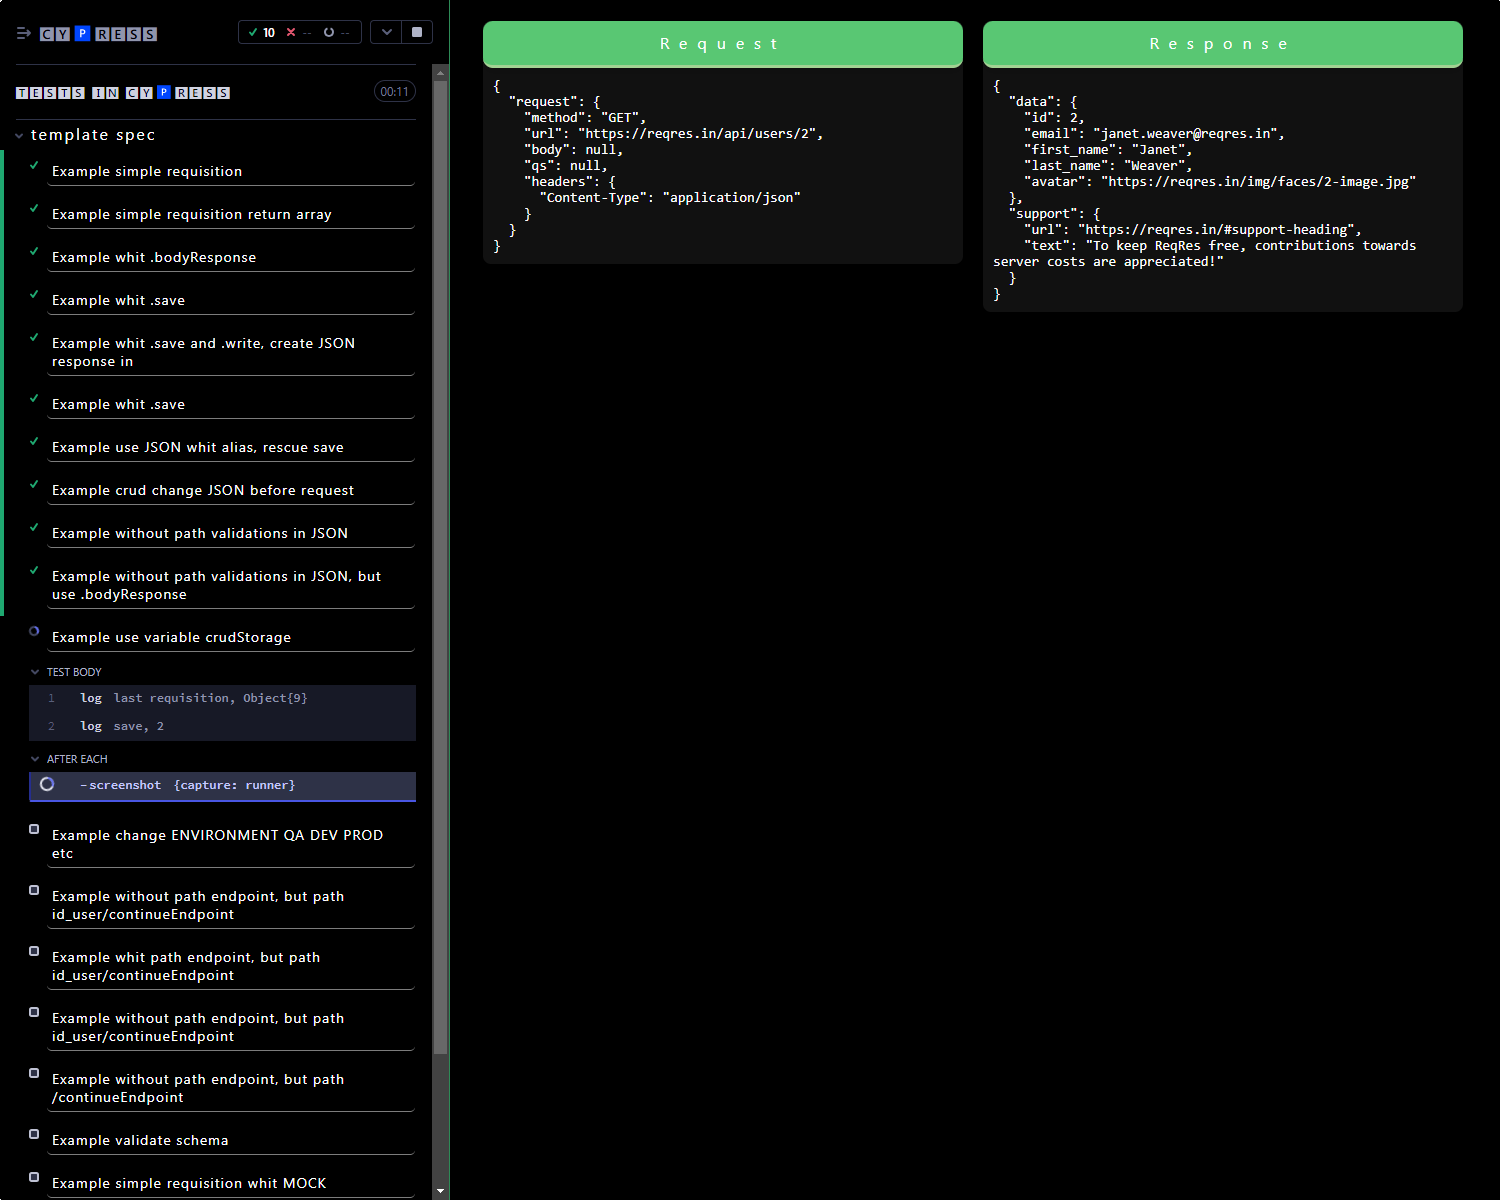 CYPRESS
10 -- --
TESTS IN CYPRESS
00:11
template spec
Example simple requisition
Example simple requisition return array
Example whit .bodyResponse
Example whit .save
Example whit .save and .write, create JSON
response in
Example whit .save
Example use JSON whit alias, rescue save
Example crud change JSON before request
Example without path validations in JSON
Example without path validations in JSON, but
use .bodyResponse
Example use variable crudStorage
TEST BODY
1 log last requisition, Object{9}
2 log save, 2
AFTER EACH
-screenshot {capture: runner}
Example change ENVIRONMENT QA DEV PROD
etc
Example without path endpoint, but path
id_user/continueEndpoint
Example whit path endpoint, but path
id_user/continueEndpoint
Example without path endpoint, but path
id_user/continueEndpoint
Example without path endpoint, but path
/continueEndpoint
Example validate schema
Example simple requisition whit MOCK
Request
{
"request": {
"method": "GET",
"url": "https://reqres.in/api/users/2",
"body": null,
"qs": null,
"headers": {
"Content-Type": "application/json"
}
}
}
Response
{
"data": {
"id": 2,
"email": "janet.weaver@reqres.in",
"first_name": "Janet",
"last_name": "Weaver",
"avatar": "https://reqres.in/img/faces/2-image.jpg"
},
"support": {
"url": "https://reqres.in/#support-heading",
"text": "To keep ReqRes free, contributions towards
server costs are appreciated!"
}
}